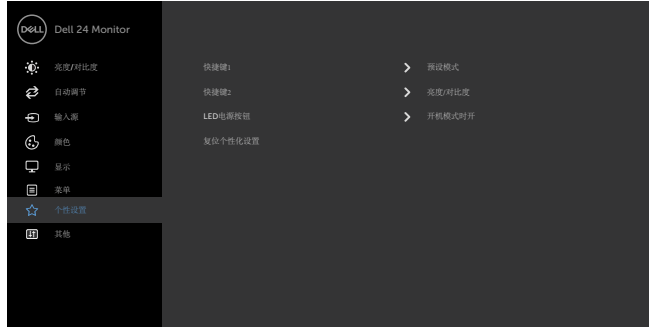 DELL Dell 24 Monitor
亮度/对比度
自动调节
输入源
颜色
显示
菜单
个性设置
其他
快捷键1 预设模式
快捷键2 亮度/对比度
LED电源按钮 开机模式时开
复位个性化设置